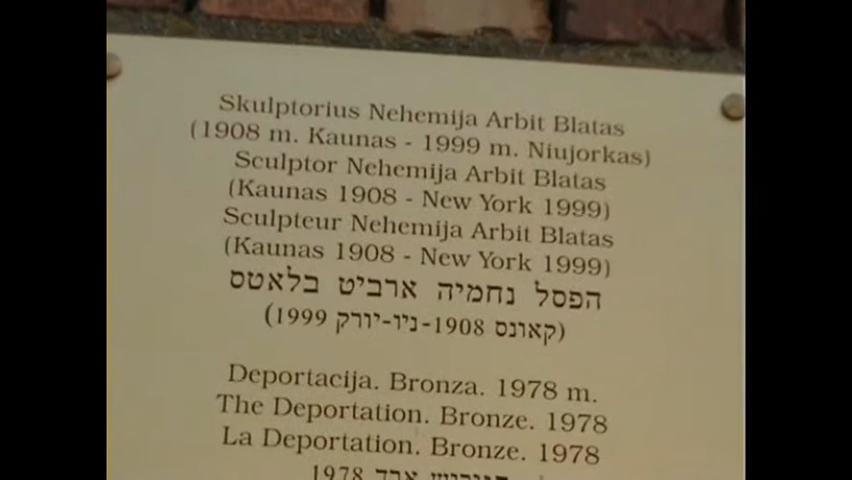 Skulptorius Nehemija Arbit Blatas
(1908 m. Kaunas - 1999 m. Niujorkas)
Sculptor Nehemija Arbit Blatas
(Kaunas 1908 - New York 1999)
Sculpteur Nehemija Arbit Blatas
(Kaunas 1908 - New York 1999)
הפסל נחמיה ארביט בלאטס
(קאונס 1908-ניו-יורק 1999)
Deportacija. Bronza. 1978 m.
The Deportation. Bronze. 1978
La Deportation. Bronze. 1978
1978